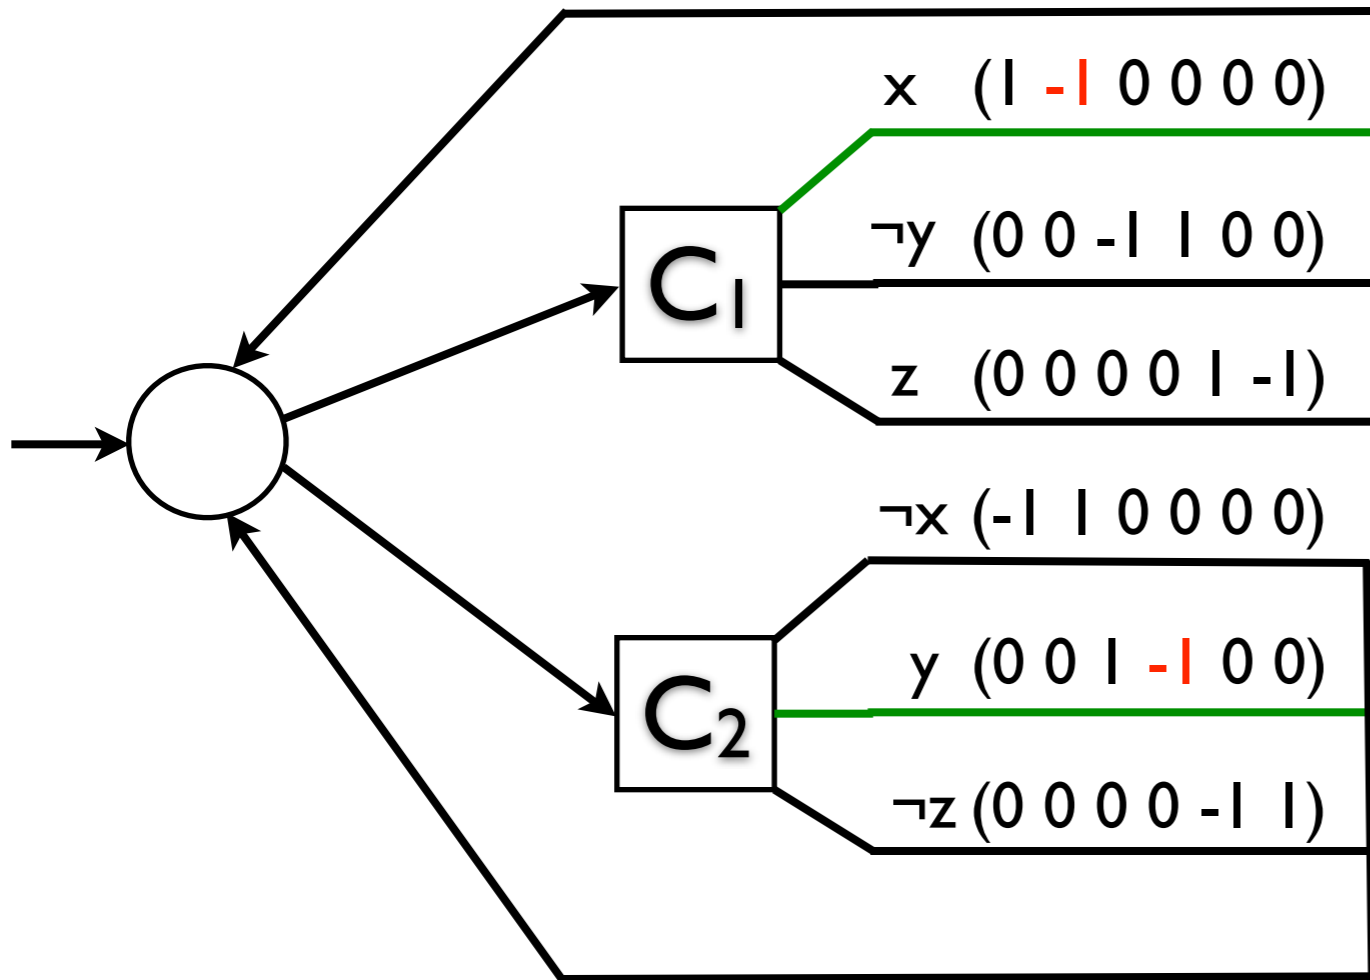 x (1 -1 0 0 0 0)
¬y (0 0 -1 1 0 0)
C1
z (0 0 0 0 1 -1)
¬x (-1 1 0 0 0 0)
y (0 0 1 -1 0 0)
C2
¬z (0 0 0 0 -1 1)